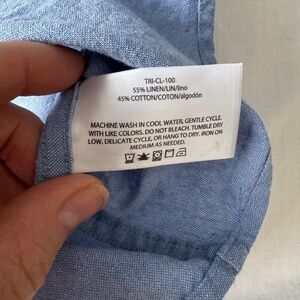 TRI-CL-100
55% LINEN/LIN/lino
45% COTTON/COTON/algodón
MACHINE WASH IN COOL WATER, GENTLE CYCLE.
WITH LIKE COLORS. DO NOT BLEACH. TUMBLE DRY
LOW, DELICATE CYCLE, OR HANG TO DRY. IRON ON
MEDIUM AS NEEDED.